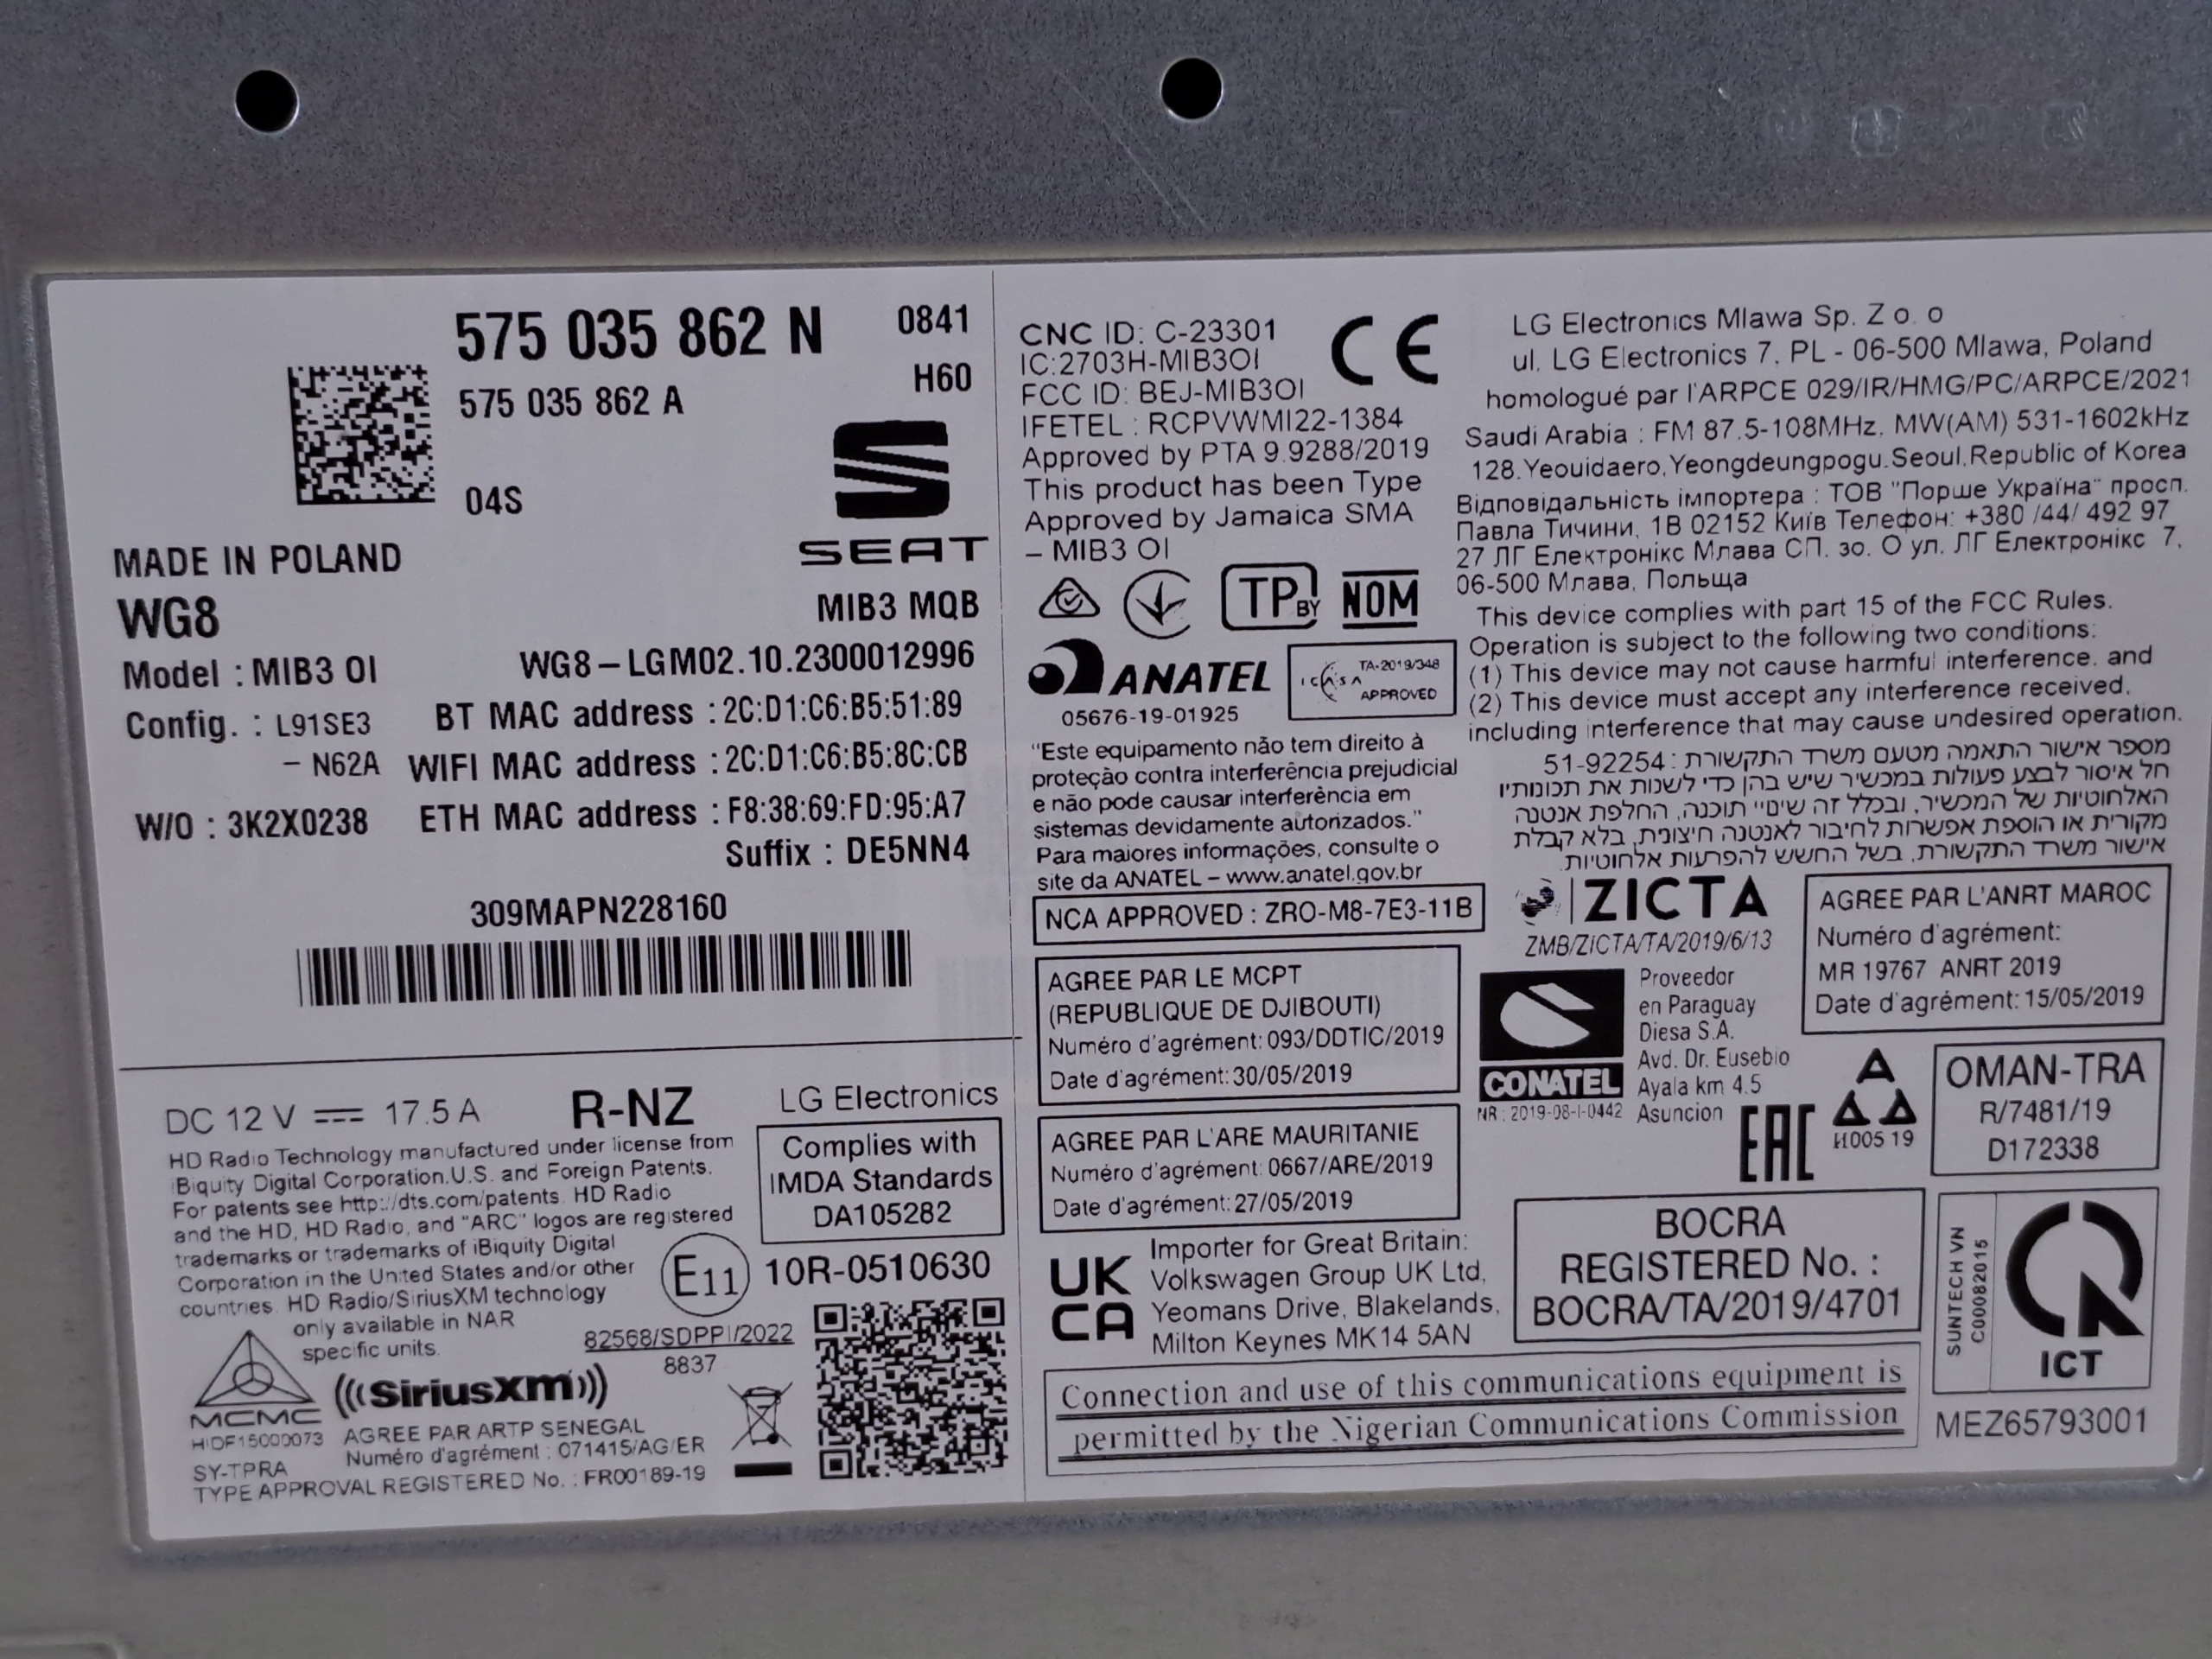 575 035 862 N
0841
575 035 862 A
H60
04S
SEAT
MADE IN POLAND
MIB3 MQB
WG8
WG8-LGM02.10.2300012996
Model : MIB3 OI
BT MAC address : 2C:D1:C6:B5:51:89
Config. : L91SE3
- N62A
WIFI MAC address : 2C:D1:C6:B5:8C:CB
W/O : 3K2X0238
ETH MAC address : F8:38:69:FD:95:A7
Suffix : DE5NN4
309MAPN228160
DC 12 V 17.5 A
R-NZ
LG Electronics
HD Radio Technology manufactured under license from
iBiquity Digital Corporation.U.S. and Foreign Patents.
For patents see http://dts.com/patents. HD Radio
and the HD, HD Radio, and "ARC" logos are registered
trademarks or trademarks of iBiquity Digital
Corporation in the United States and/or other
countries. HD Radio/SiriusXM technology
only available in NAR
specific units.
Complies with
IMDA Standards
DA105282
E11
10R-0510630
82568/SDPPI/2022
8837
MCMC
HIDF15000073
(((SiriusXM)))
AGREE PAR ARTP SENEGAL
Numéro d'agrément : 071415/AG/ER
SY-TPRA
TYPE APPROVAL REGISTERED No. : FR00189-19
CNC ID: C-23301
IC:2703H-MIB3OI
FCC ID: BEJ-MIB3OI
IFETEL : RCPVWMI22-1384
Approved by PTA 9.9288/2019
This product has been Type
Approved by Jamaica SMA
– MIB3 OI
CE
TP BY
NOM
ANATEL
05676-19-01925
ICASA
TA-2019/348
APPROVED
"Este equipamento não tem direito à
proteção contra interferência prejudicial
e não pode causar interferência em
sistemas devidamente autorizados."
Para maiores informações, consulte o
site da ANATEL – www.anatel.gov.br
NCA APPROVED : ZRO-M8-7E3-11B
AGREE PAR LE MCPT
(REPUBLIQUE DE DJIBOUTI)
Numéro d'agrément: 093/DDTIC/2019
Date d'agrément: 30/05/2019
AGREE PAR L'ARE MAURITANIE
Numéro d'agrément: 0667/ARE/2019
Date d'agrément: 27/05/2019
UK
CA
Importer for Great Britain:
Volkswagen Group UK Ltd,
Yeomans Drive, Blakelands,
Milton Keynes MK14 5AN
LG Electronics Mlawa Sp. Z o. o
ul. LG Electronics 7, PL - 06-500 Mlawa, Poland
homologué par l'ARPCE 029/IR/HMG/PC/ARPCE/2021
Saudi Arabia : FM 87.5-108MHz, MW(AM) 531-1602kHz
128.Yeouidaero,Yeongdeungpogu.Seoul.Republic of Korea
Відповідальність імпортера : ТОВ "Порше Україна" просп.
Павла Тичини, 1В 02152 Київ Телефон: +380 /44/ 492 97
27 ЛГ Електронікс Млава СП. зо. О ул. ЛГ Електронікс 7,
06-500 Млава, Польща
This device complies with part 15 of the FCC Rules.
Operation is subject to the following two conditions:
(1) This device may not cause harmful interference, and
(2) This device must accept any interference received,
including interference that may cause undesired operation.
מספר אישור התאמה מטעם משרד התקשורת : 51-92254
חל איסור לבצע פעולות במכשיר שיש בהן כדי לשנות את תכונותיו
האלחוטיות של המכשיר, ובכלל זה שינויי תוכנה, החלפת אנטנה
מקורית או הוספת אפשרות לחיבור לאנטנה חיצונית, בלא קבלת
אישור משרד התקשורת, בשל החשש להפרעות אלחוטיות.
ZICTA
ZMB/ZICTA/TA/2019/6/13
AGREE PAR L'ANRT MAROC
Numéro d'agrément:
MR 19767 ANRT 2019
Date d'agrément: 15/05/2019
CONATEL
NR : 2019-08-I-0442
Proveedor
en Paraguay
Diesa S.A.
Avd. Dr. Eusebio
Ayala km 4.5
Asuncion
EAC
H005 19
OMAN-TRA
R/7481/19
D172338
BOCRA
REGISTERED No. :
BOCRA/TA/2019/4701
SUNTECH VN
C00082015
ICT
Connection and use of this communications equipment is
permitted by the Nigerian Communications Commission
MEZ65793001